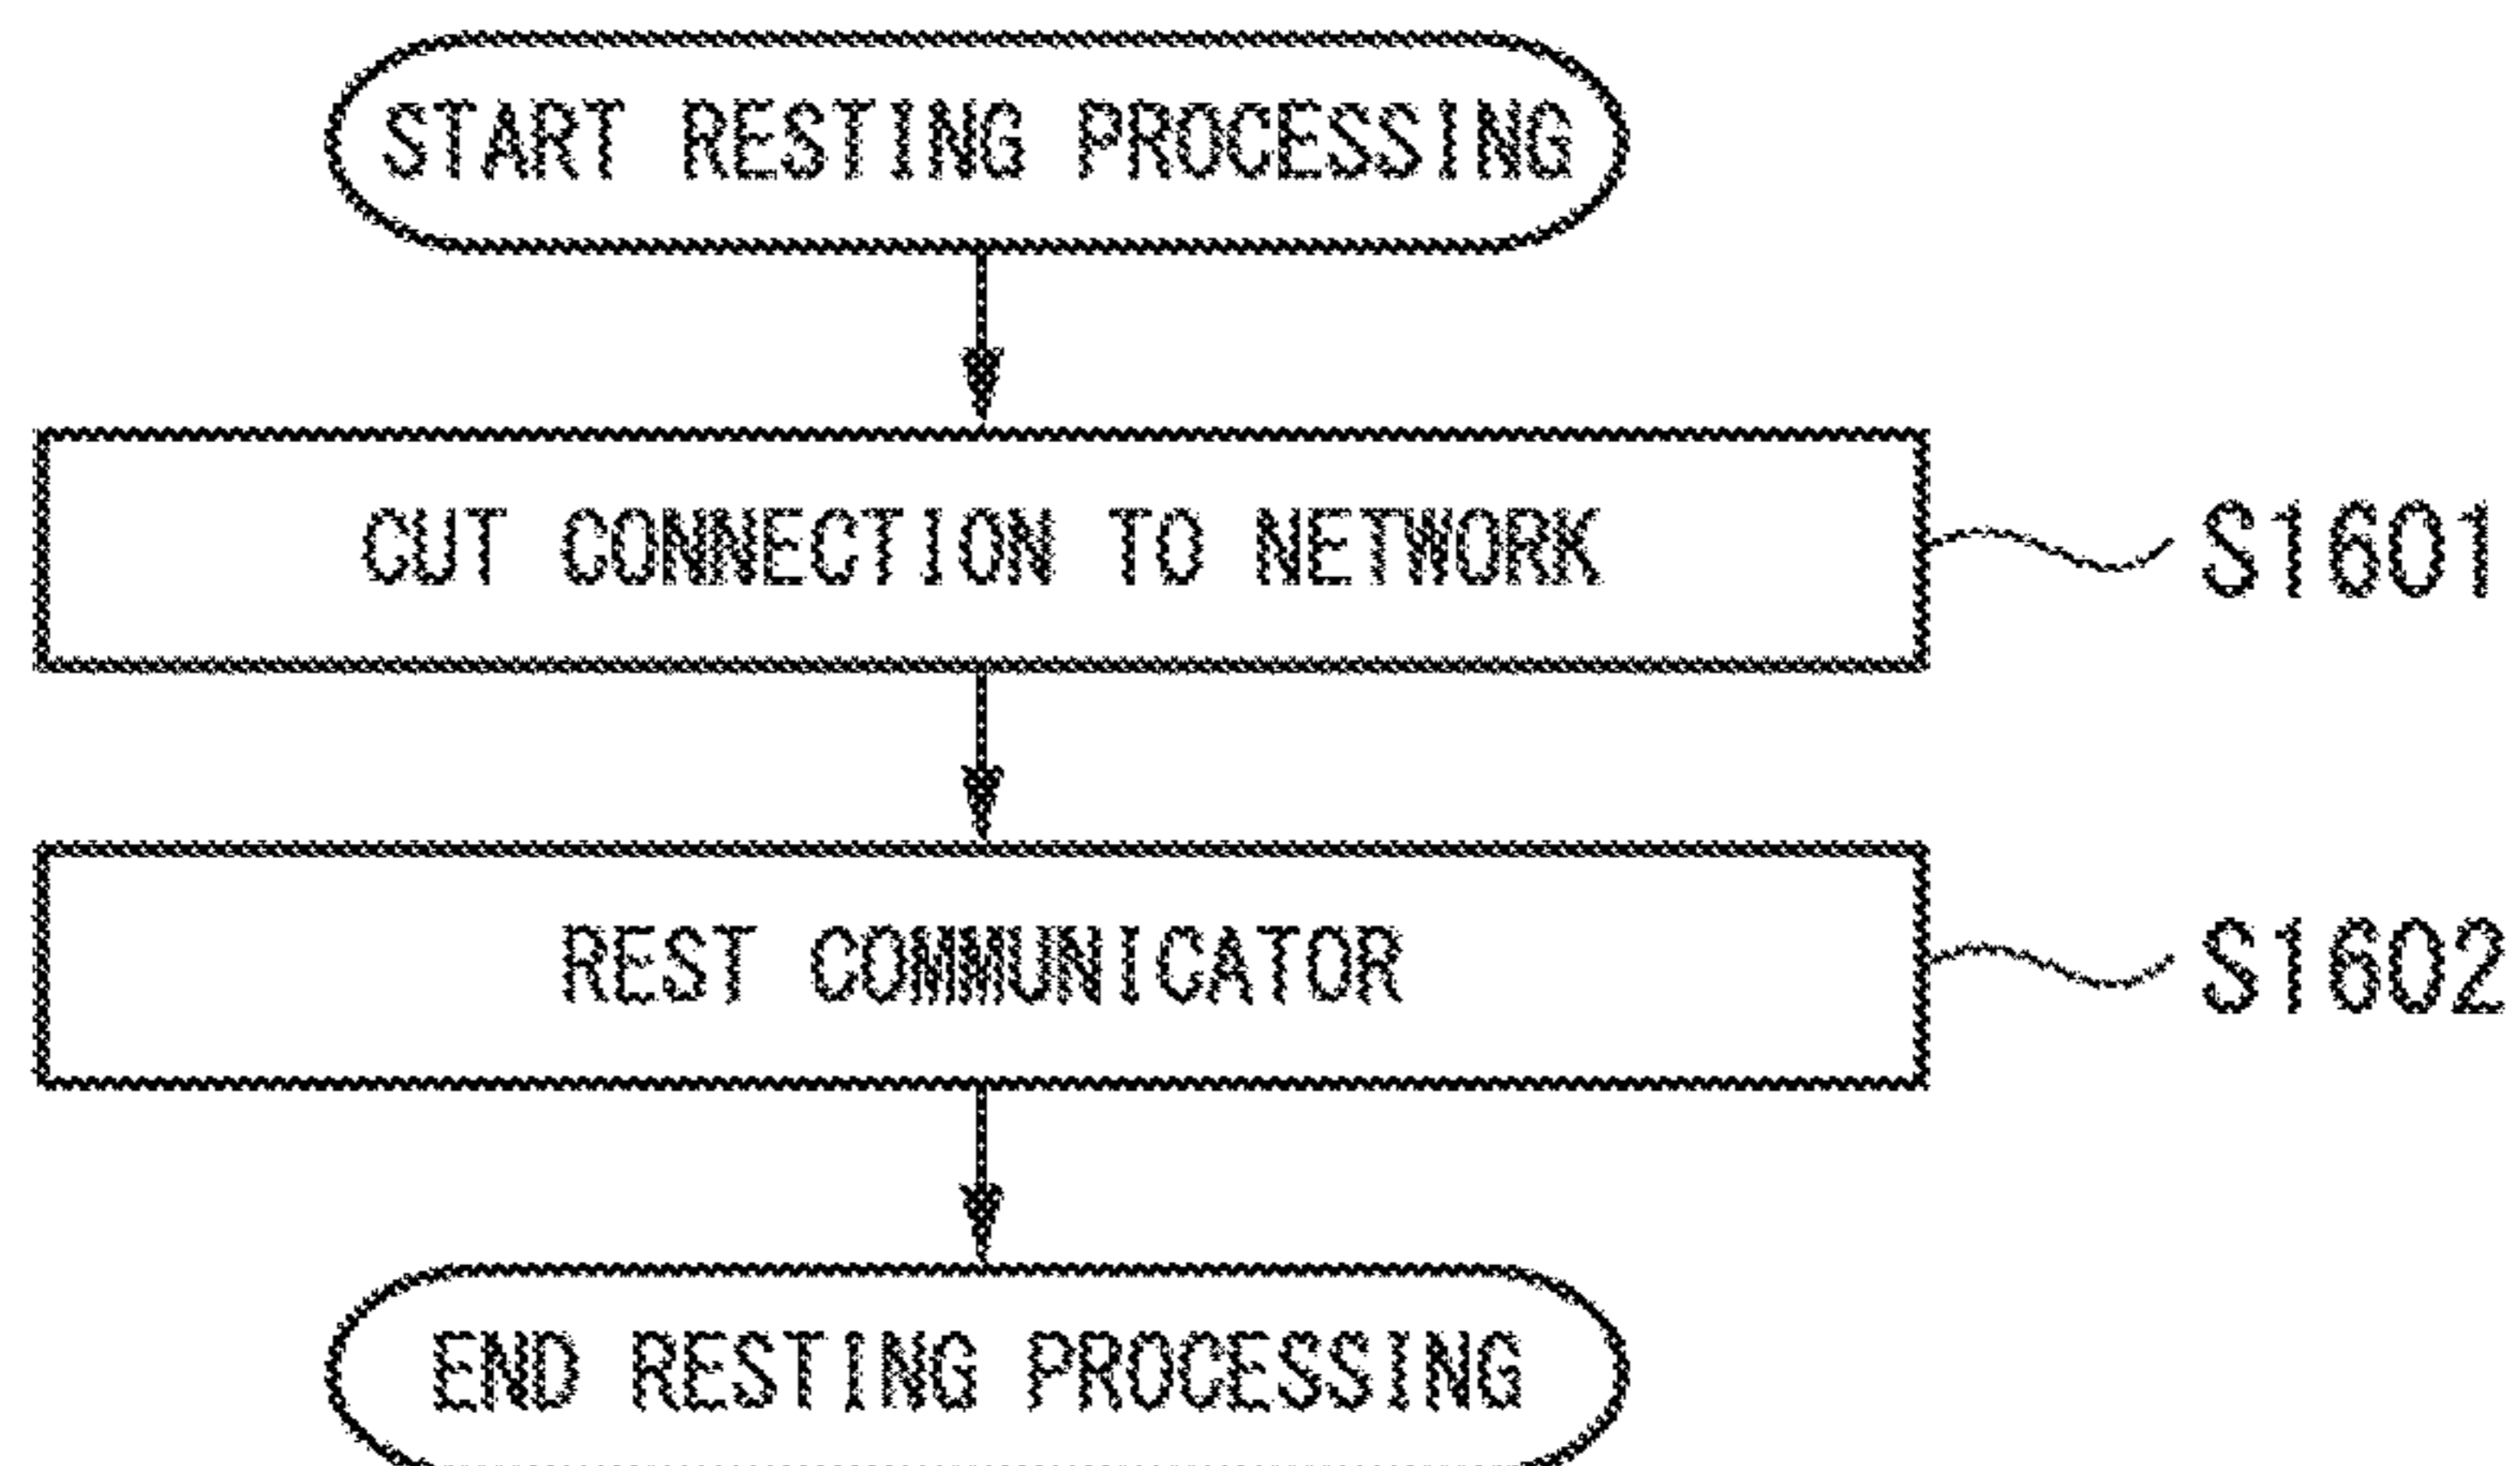 START RESTING PROCESSING
CUT CONNECTION TO NETWORK
S1601
REST COMMUNICATOR
S1602
END RESTING PROCESSING